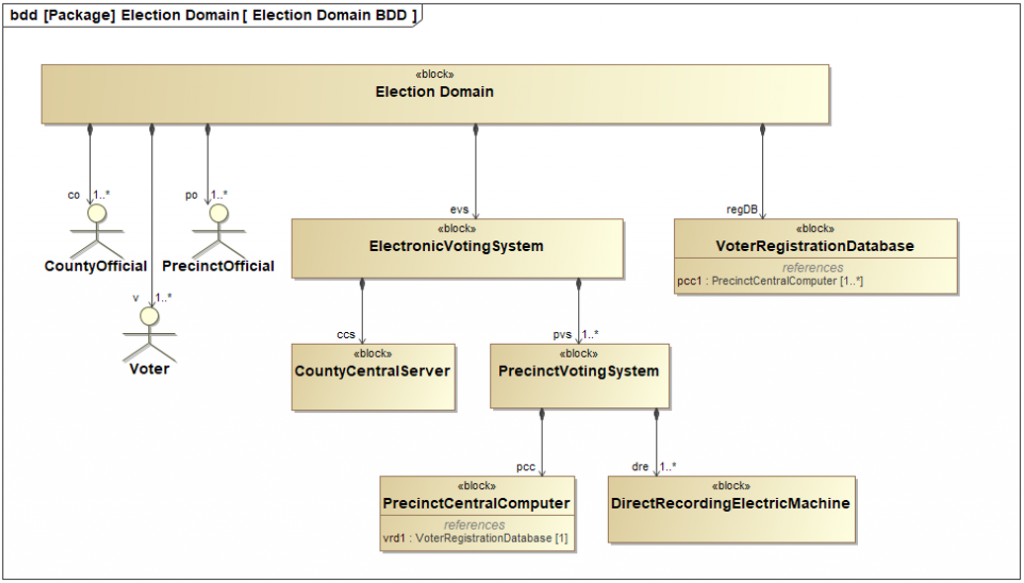 bdd [Package] Election Domain [ Election Domain BDD ]
«block»
Election Domain
co 1..*
po 1..*
evs
regDB
CountyOfficial
PrecinctOfficial
«block»
ElectronicVotingSystem
«block»
VoterRegistrationDatabase
references
pcc1 : PrecinctCentralComputer [1..*]
v 1..*
Voter
ccs
pvs 1..*
«block»
CountyCentralServer
«block»
PrecinctVotingSystem
pcc
dre 1..*
«block»
PrecinctCentralComputer
references
vrd1 : VoterRegistrationDatabase [1]
«block»
DirectRecordingElectricMachine